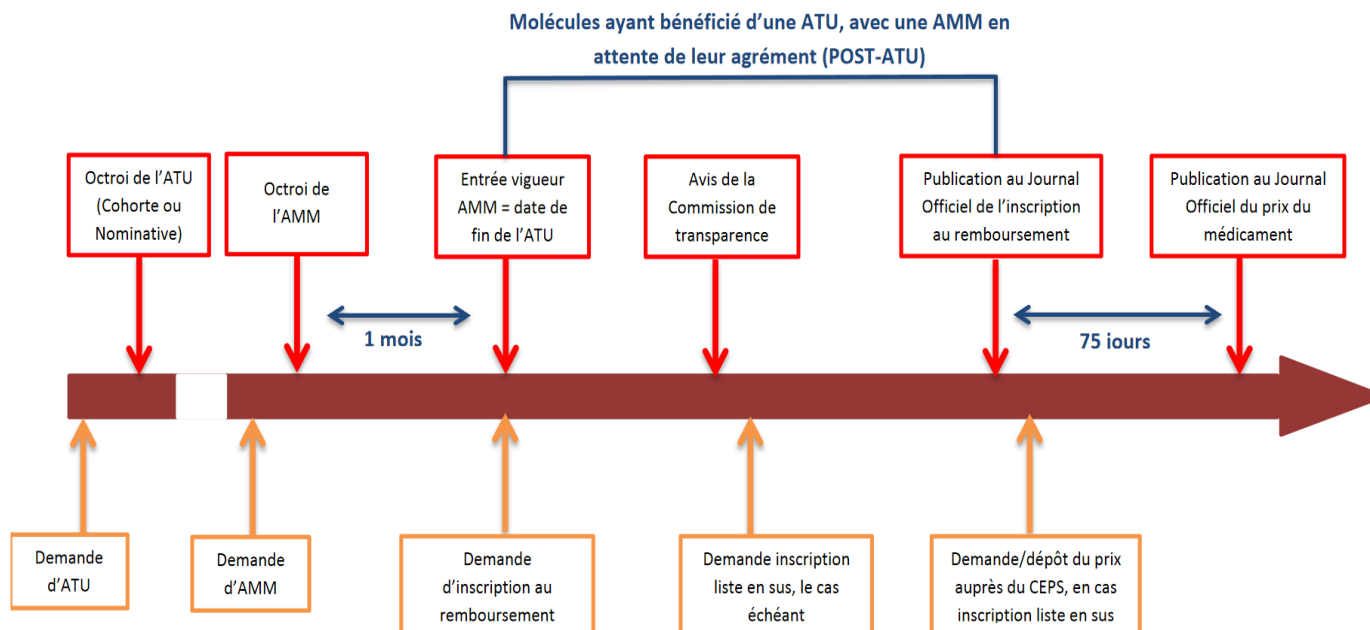 Molécules ayant bénéficié d'une ATU, avec une AMM en
attente de leur agrément (POST-ATU)
Octroi de l'ATU
(Cohorte ou
Nominative)
Octroi de
l'AMM
Entrée vigueur
AMM = date de
fin de l'ATU
Avis de la
Commission de
transparence
Publication au Journal
Officiel de l'inscription
au remboursement
Publication au Journal
Officiel du prix du
médicament
1 mois
75 iours
Demande
d'ATU
Demande
d'AMM
Demande
d'inscription au
remboursement
Demande inscription
liste en sus, le cas
échéant
Demande/dépôt du prix
auprès du CEPS, en cas
inscription liste en sus